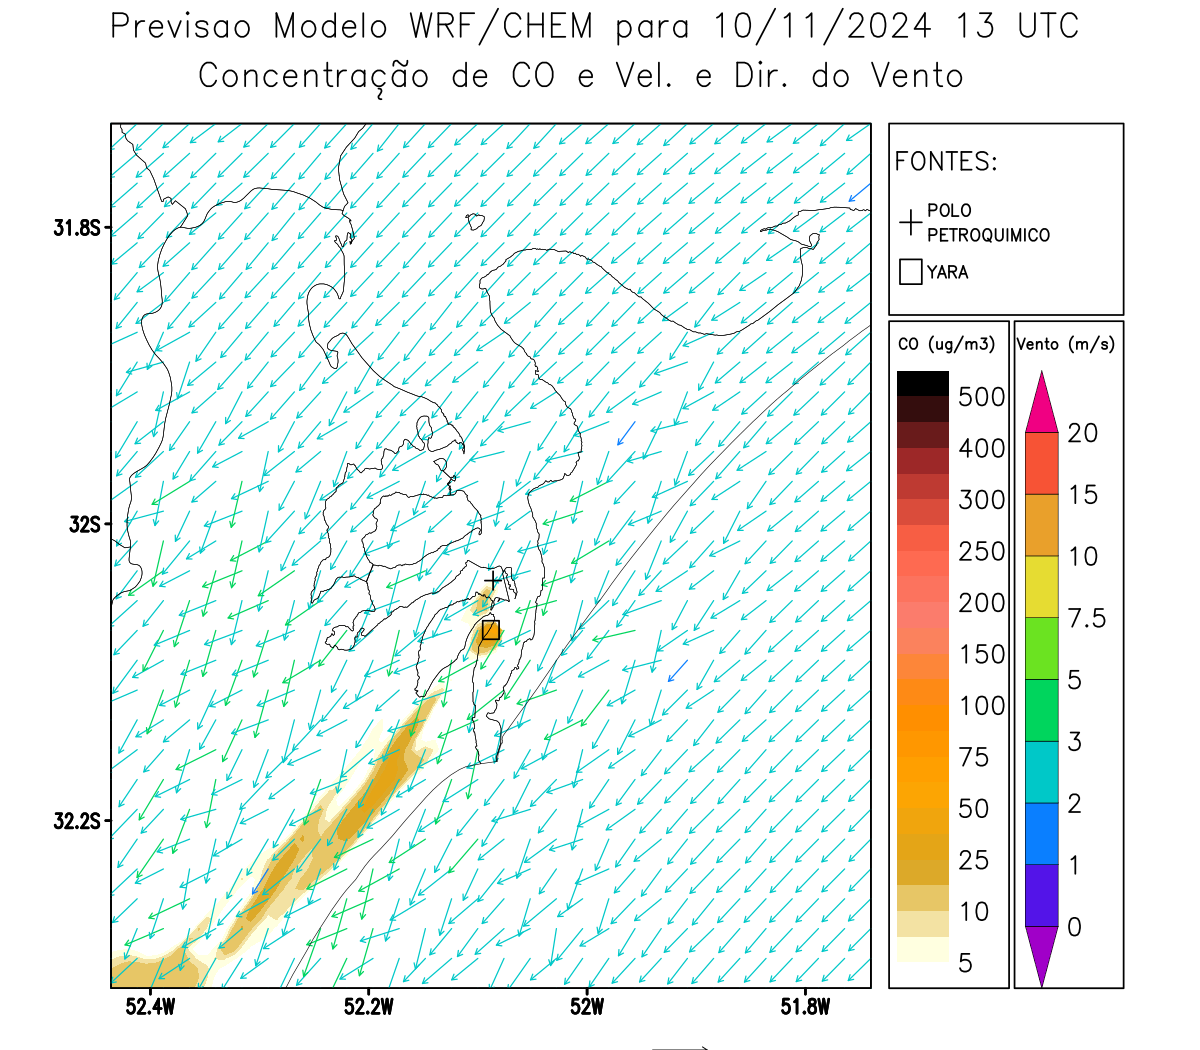 Previsao Modelo WRF/CHEM para 10/11/2024 13 UTC
Concentração de CO e Vel. e Dir. do Vento
FONTES:
POLO
PETROQUIMICO
YARA
CO (ug/m3)
500
400
300
250
200
150
100
75
50
25
10
5
Vento (m/s)
20
15
10
7.5
5
3
2
1
0
31.8S
32S
32.2S
52.4W
52.2W
52W
51.8W